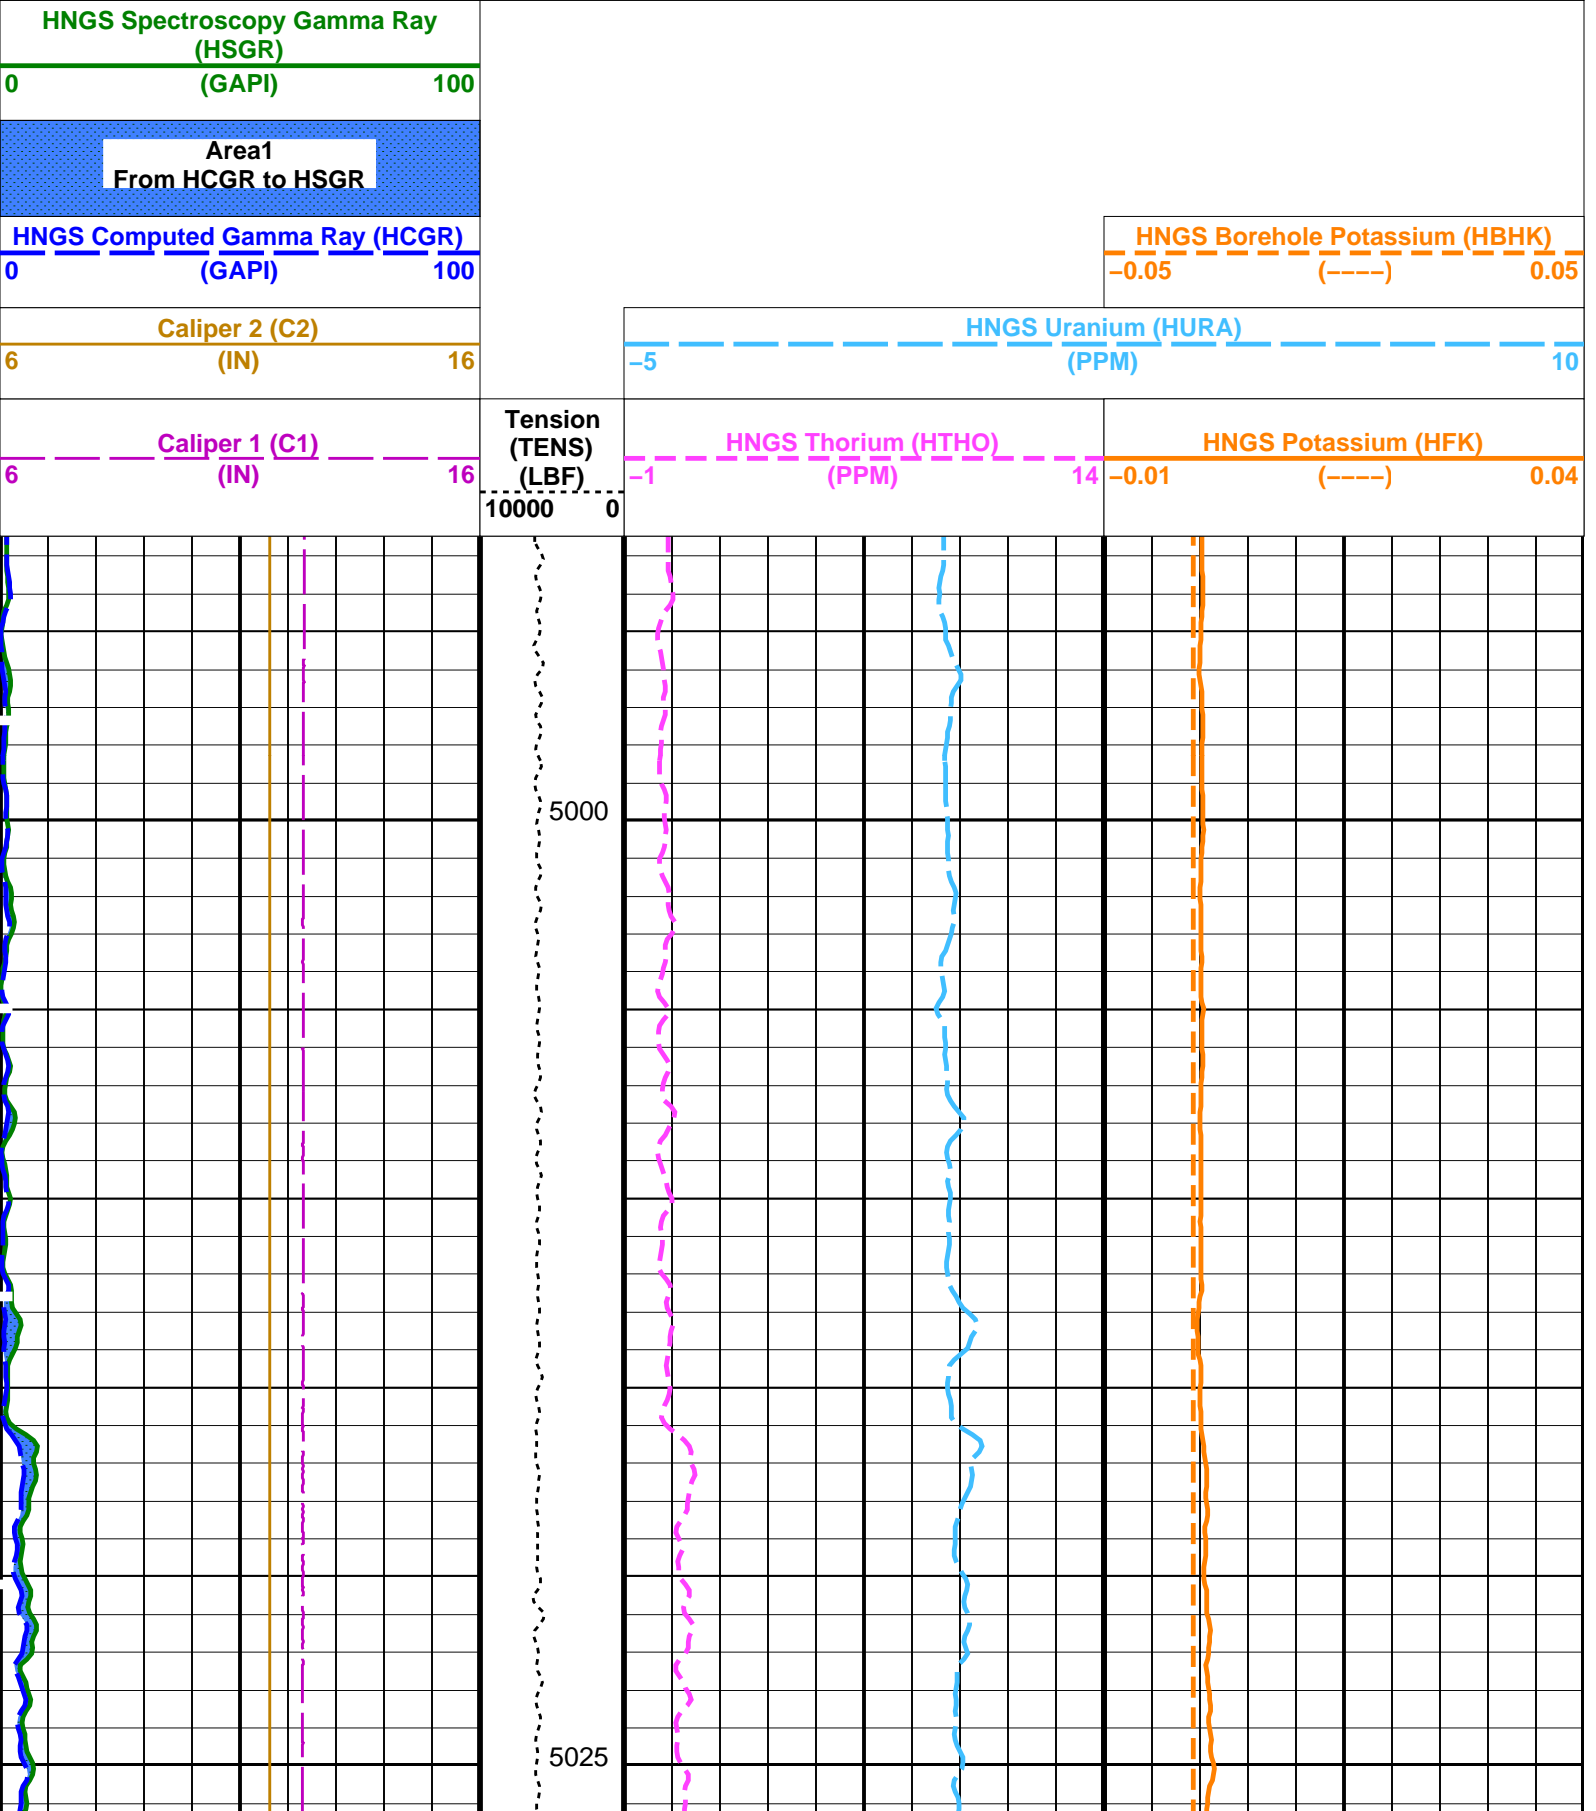 HNGS Spectroscopy Gamma Ray
(HSGR)
0 (GAPI) 100
Area1
From HCGR to HSGR
HNGS Computed Gamma Ray (HCGR)
0 (GAPI) 100
HNGS Borehole Potassium (HBHK)
−0.05 (−−−−) 0.05
Caliper 2 (C2)
6 (IN) 16
HNGS Uranium (HURA)
−5 (PPM) 10
Caliper 1 (C1)
6 (IN) 16
Tension
(TENS)
(LBF)
10000 0
HNGS Thorium (HTHO)
−1 (PPM) 14
HNGS Potassium (HFK)
−0.01 (−−−−) 0.04
5000
5025